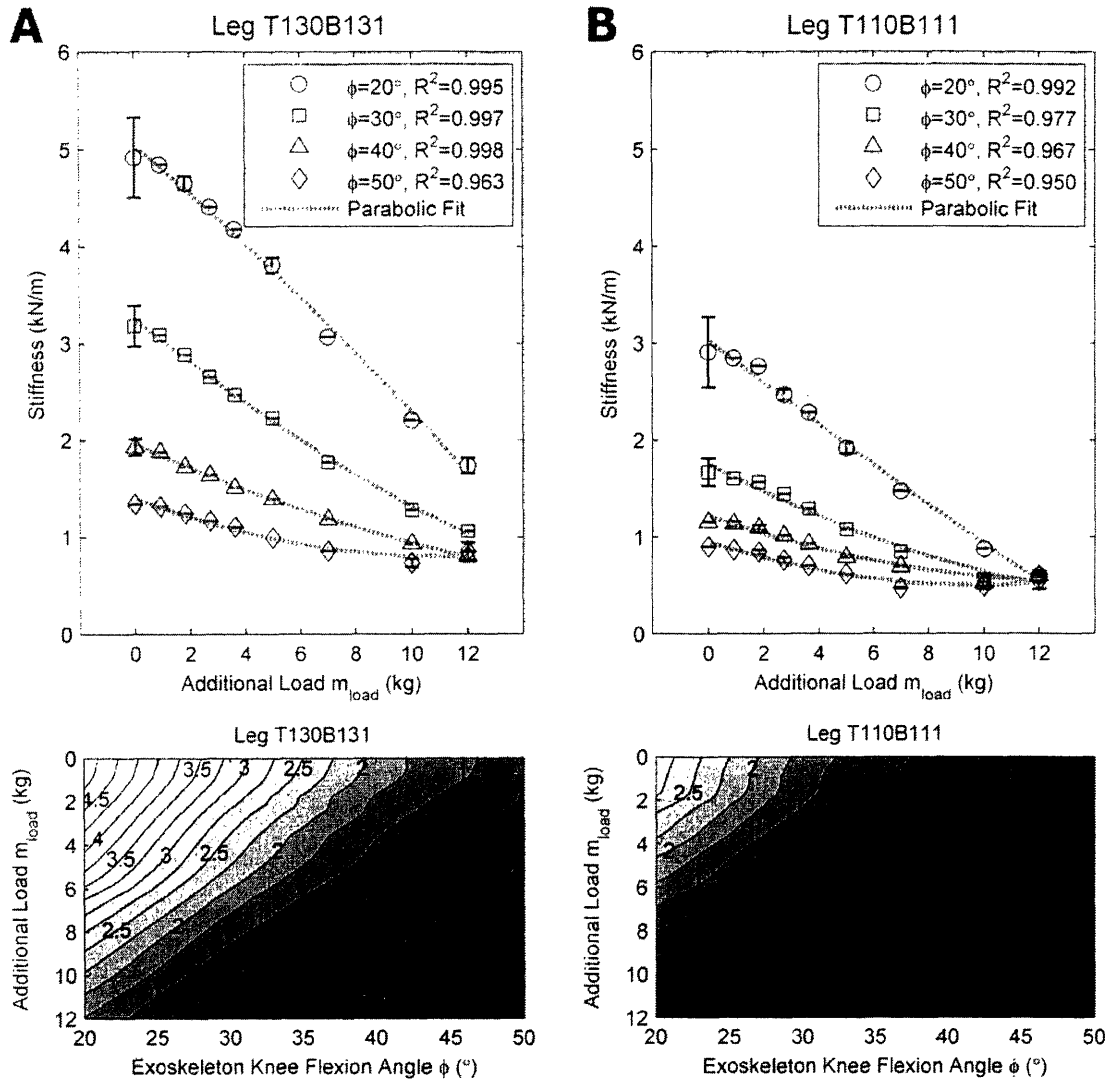 A
Leg T130B131
6
5
4
3
2
1
0
Stiffness (kN/m)
ϕ=20°, R²=0.995
ϕ=30°, R²=0.997
ϕ=40°, R²=0.998
ϕ=50°, R²=0.963
Parabolic Fit
0 2 4 6 8 10 12
Additional Load m_load (kg)
B
Leg T110B111
6
5
4
3
2
1
0
Stiffness (kN/m)
ϕ=20°, R²=0.992
ϕ=30°, R²=0.977
ϕ=40°, R²=0.967
ϕ=50°, R²=0.950
Parabolic Fit
0 2 4 6 8 10 12
Additional Load m_load (kg)
Leg T130B131
0
2
4
6
8
10
12
Additional Load m_load (kg)
3.5 3 2.5 2
4 3.5 3 2.5 2
2.5 2
20 25 30 35 40 45 50
Exoskeleton Knee Flexion Angle ϕ (°)
Leg T110B111
0
2
4
6
8
10
12
Additional Load m_load (kg)
2
2.5
2
20 25 30 35 40 45 50
Exoskeleton Knee Flexion Angle ϕ (°)